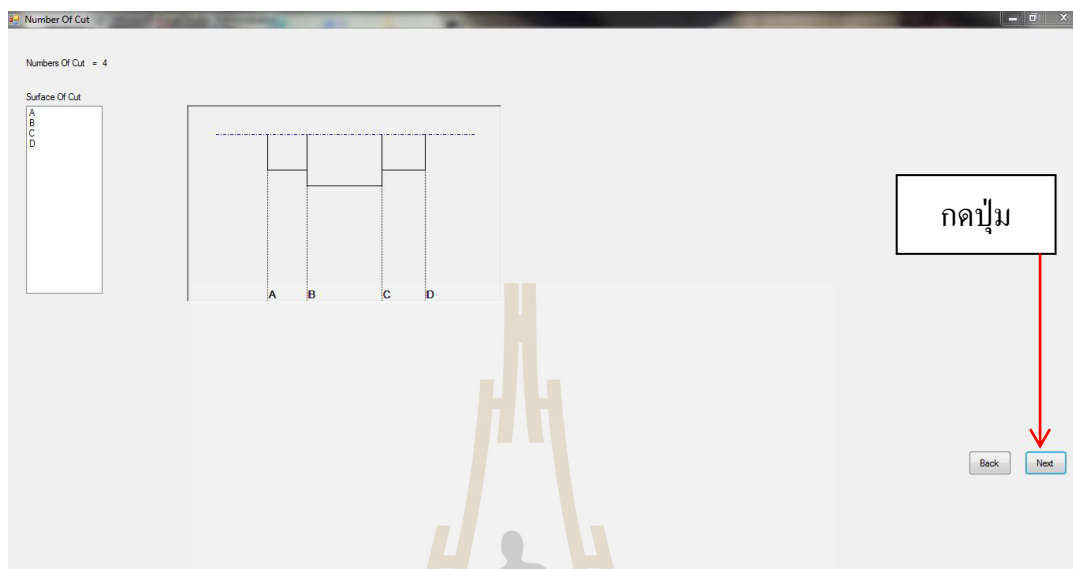 Number Of Cut
Numbers Of Cut = 4
Surface Of Cut
A
B
C
D
A B C D
กดปุ่ม
Back Next